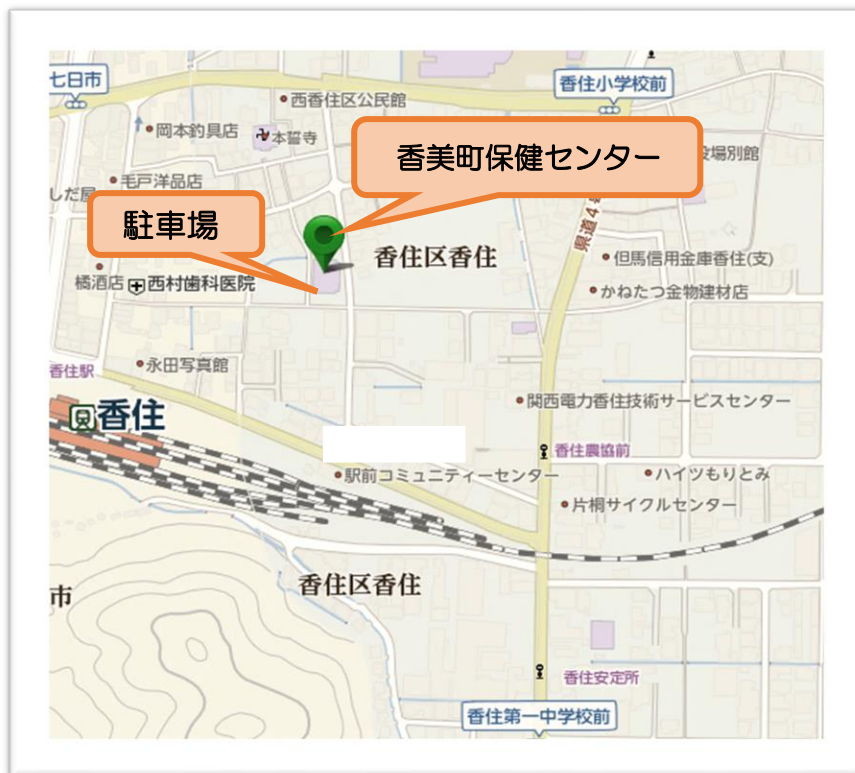 七日市
香住小学校前
西香住区公民館
岡本釣具店
本誓寺
香美町保健センター
役場別館
毛戸洋品店
しだ屋
駐車場
県道4号
香住区香住
但馬信用金庫香住(支)
橘酒店
西村歯科医院
かねたつ金物建材店
香住駅
永田写真館
香住
関西電力香住技術サービスセンター
香住農協前
駅前コミュニティーセンター
ハイツもりとみ
片桐サイクルセンター
香住区香住
市
香住安定所
香住第一中学校前